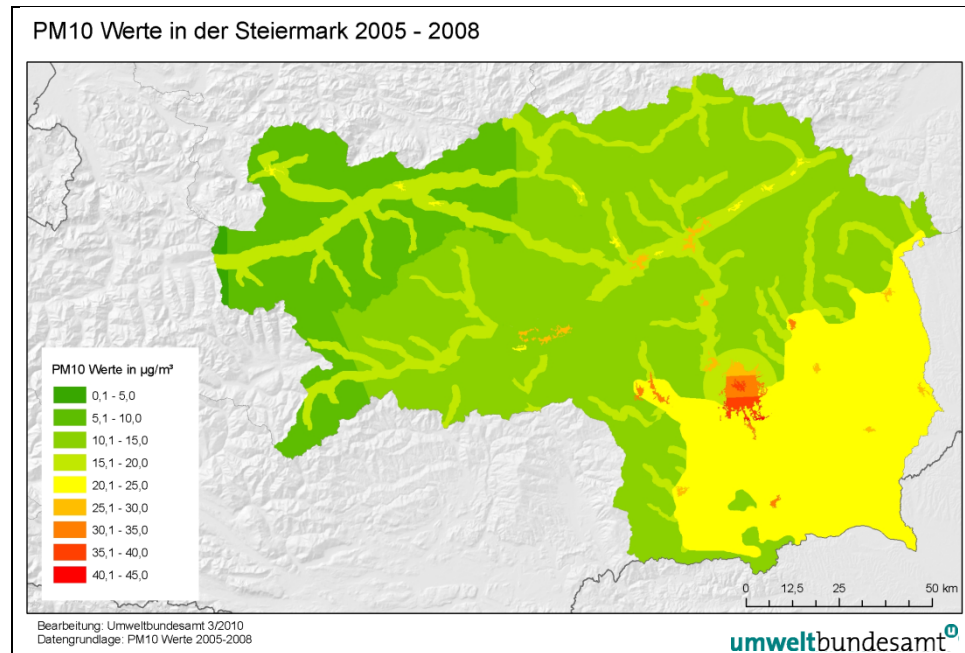 PM10 Werte in der Steiermark 2005 - 2008
PM10 Werte in µg/m³
0,1 - 5,0
5,1 - 10,0
10,1 - 15,0
15,1 - 20,0
20,1 - 25,0
25,1 - 30,0
30,1 - 35,0
35,1 - 40,0
40,1 - 45,0
0 12,5 25 50 km
Bearbeitung: Umweltbundesamt 3/2010
Datengrundlage: PM10 Werte 2005-2008
umweltbundesamt U